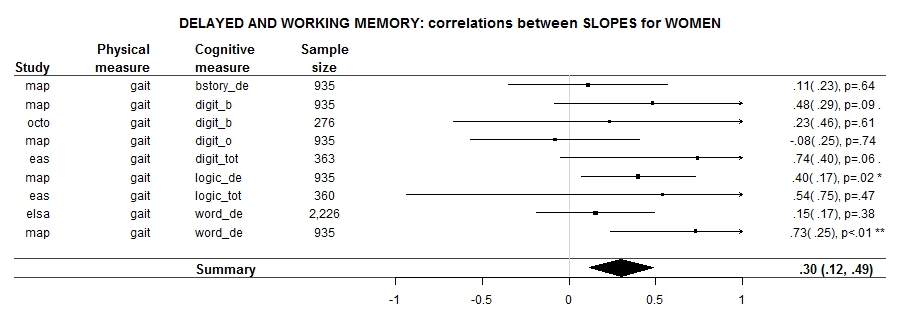 DELAYED AND WORKING MEMORY: correlations between SLOPES for WOMEN
Physical Cognitive Sample
Study measure measure size
map gait bstory_de 935 .11( .23), p=.64
map gait digit_b 935 .48( .29), p=.09 .
octo gait digit_b 276 .23( .46), p=.61
map gait digit_o 935 -.08( .25), p=.74
eas gait digit_tot 363 .74( .40), p=.06 .
map gait logic_de 935 .40( .17), p=.02 *
eas gait logic_tot 360 .54( .75), p=.47
elsa gait word_de 2,226 .15( .17), p=.38
map gait word_de 935 .73( .25), p<.01 **
Summary .30 (.12, .49)
-1 -0.5 0 0.5 1